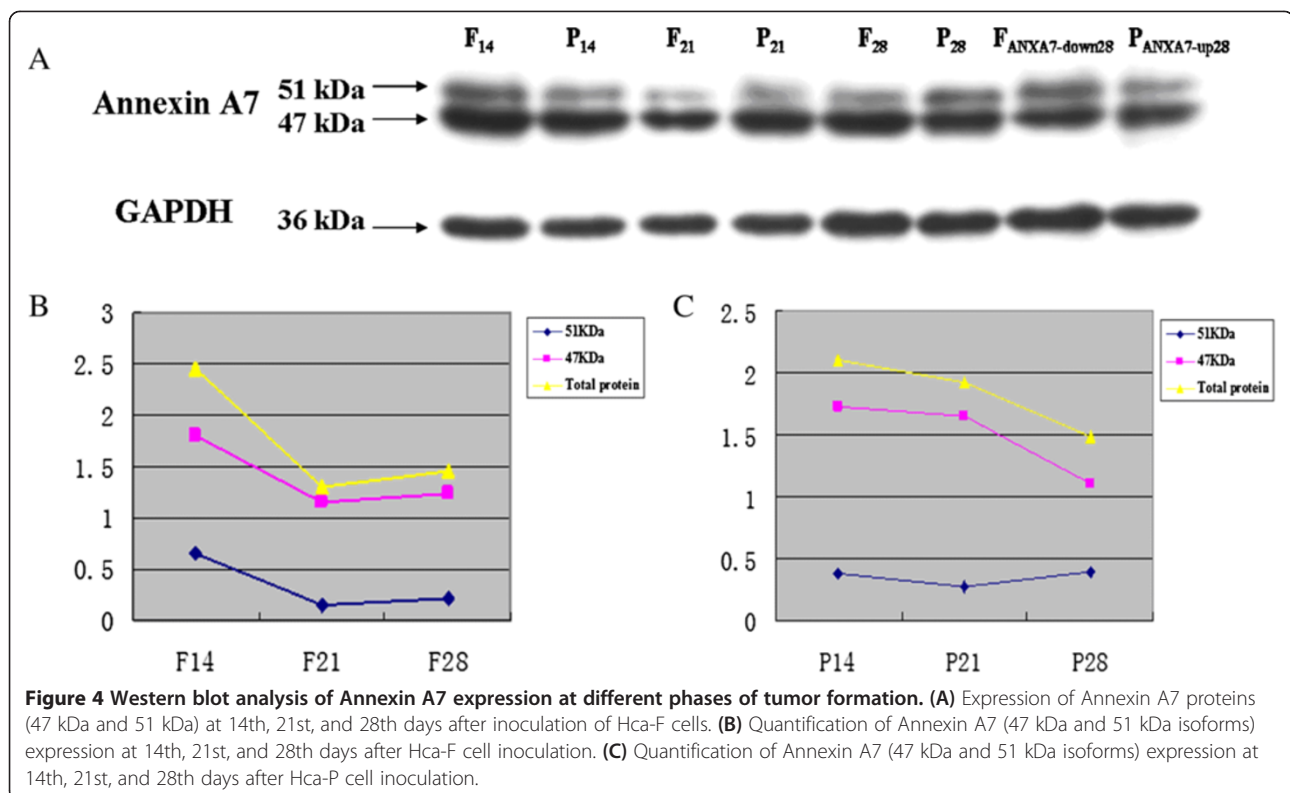 A
F14 P14 F21 P21 F28 P28 FANXA7-down28 PANXA7-up28
Annexin A7
51 kDa
47 kDa
GAPDH
36 kDa
B
3
2.5
2
1.5
1
0.5
0
F14 F21 F28
51KDa
47KDa
Total protein
C
2.5
2
1.5
1
0.5
0
P14 P21 P28
51KDa
47KDa
Total protein
Figure 4 Western blot analysis of Annexin A7 expression at different phases of tumor formation. (A) Expression of Annexin A7 proteins
(47 kDa and 51 kDa) at 14th, 21st, and 28th days after inoculation of Hca-F cells. (B) Quantification of Annexin A7 (47 kDa and 51 kDa isoforms)
expression at 14th, 21st, and 28th days after Hca-F cell inoculation. (C) Quantification of Annexin A7 (47 kDa and 51 kDa isoforms) expression at
14th, 21st, and 28th days after Hca-P cell inoculation.